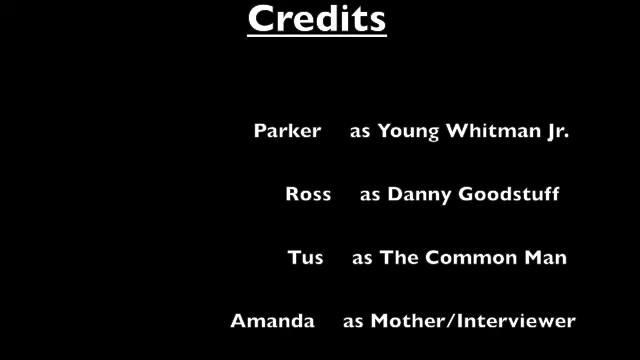 Credits
Parker as Young Whitman Jr.
Ross as Danny Goodstuff
Tus as The Common Man
Amanda as Mother/Interviewer